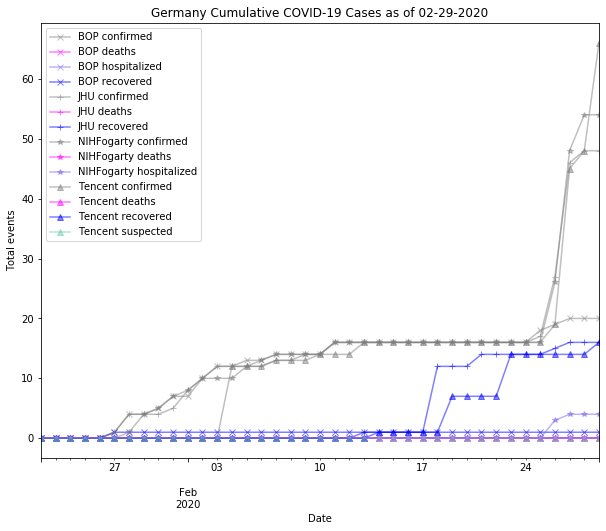 Germany Cumulative COVID-19 Cases as of 02-29-2020
BOP confirmed
BOP deaths
BOP hospitalized
BOP recovered
JHU confirmed
JHU deaths
JHU recovered
NIHFogarty confirmed
NIHFogarty deaths
NIHFogarty hospitalized
Tencent confirmed
Tencent deaths
Tencent recovered
Tencent suspected
Total events
60
50
40
30
20
10
0
27 03 10 17 24
Feb
2020
Date